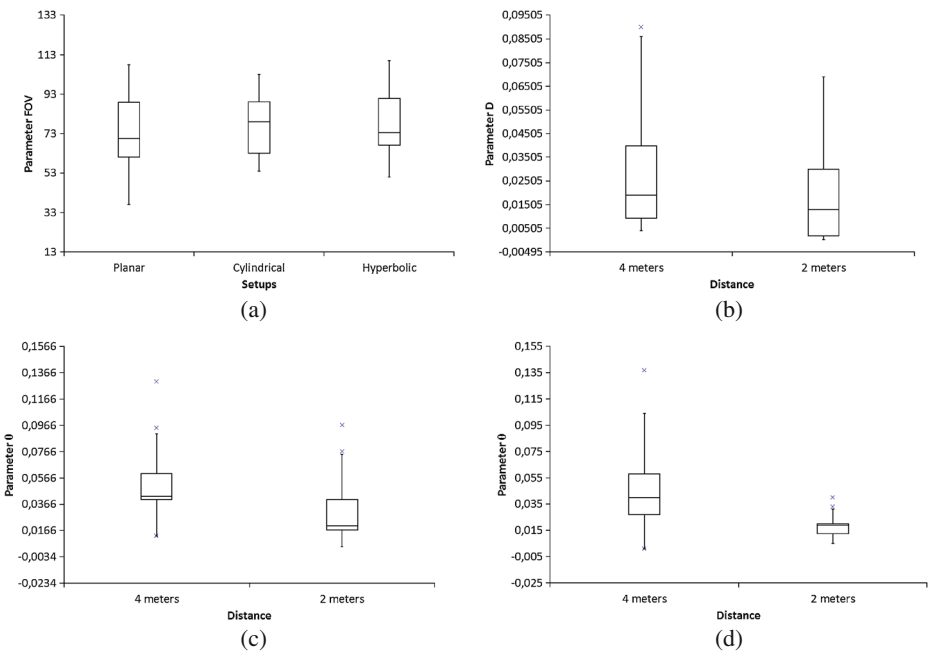 133
113
93
73
53
33
13
Parameter FOV
Planar
Cylindrical
Hyperbolic
Setups
(a)
0,09505
0,08505
0,07505
0,06505
0,05505
0,04505
0,03505
0,02505
0,01505
0,00505
-0,00495
Parameter D
4 meters
2 meters
Distance
(b)
0,1566
0,1366
0,1166
0,0966
0,0766
0,0566
0,0366
0,0166
-0,0034
-0,0234
Parameter θ
4 meters
2 meters
Distance
(c)
0,155
0,135
0,115
0,095
0,075
0,055
0,035
0,015
-0,005
-0,025
Parameter θ
4 meters
2 meters
Distance
(d)